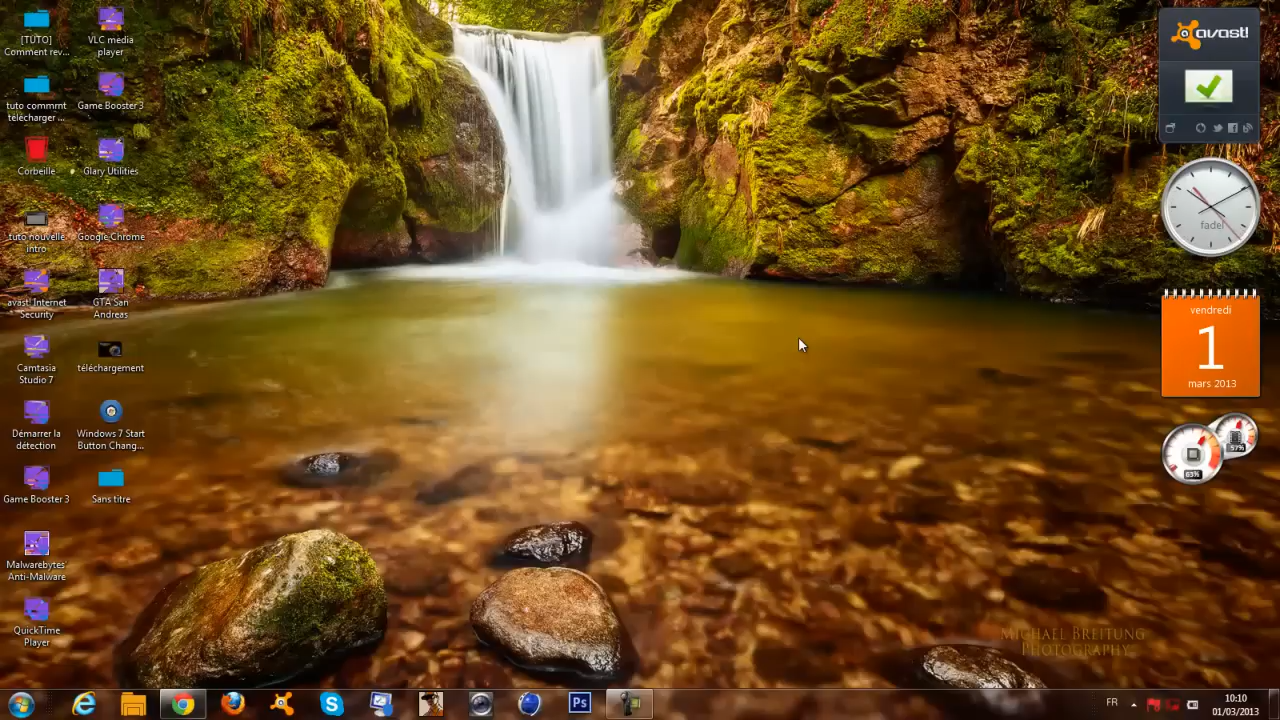 [TUTO]
Comment rev...
VLC media
player
tuto commmt
télécharger ...
Game Booster 3
Corbeille
Glary Utilities
tuto nouvelle
intro
Google Chrome
avast! Internet
Security
GTA San
Andreas
Camtasia
Studio 7
téléchargement
Démarrer la
détection
Windows 7 Start
Button Chang...
Game Booster 3
Sans titre
Malwarebytes'
Anti-Malware
QuickTime
Player
avast!
fadel
vendredi
1
mars 2013
57%
63%
Michael Breitung
Photography
Ps
FR
10:10
01/03/2013